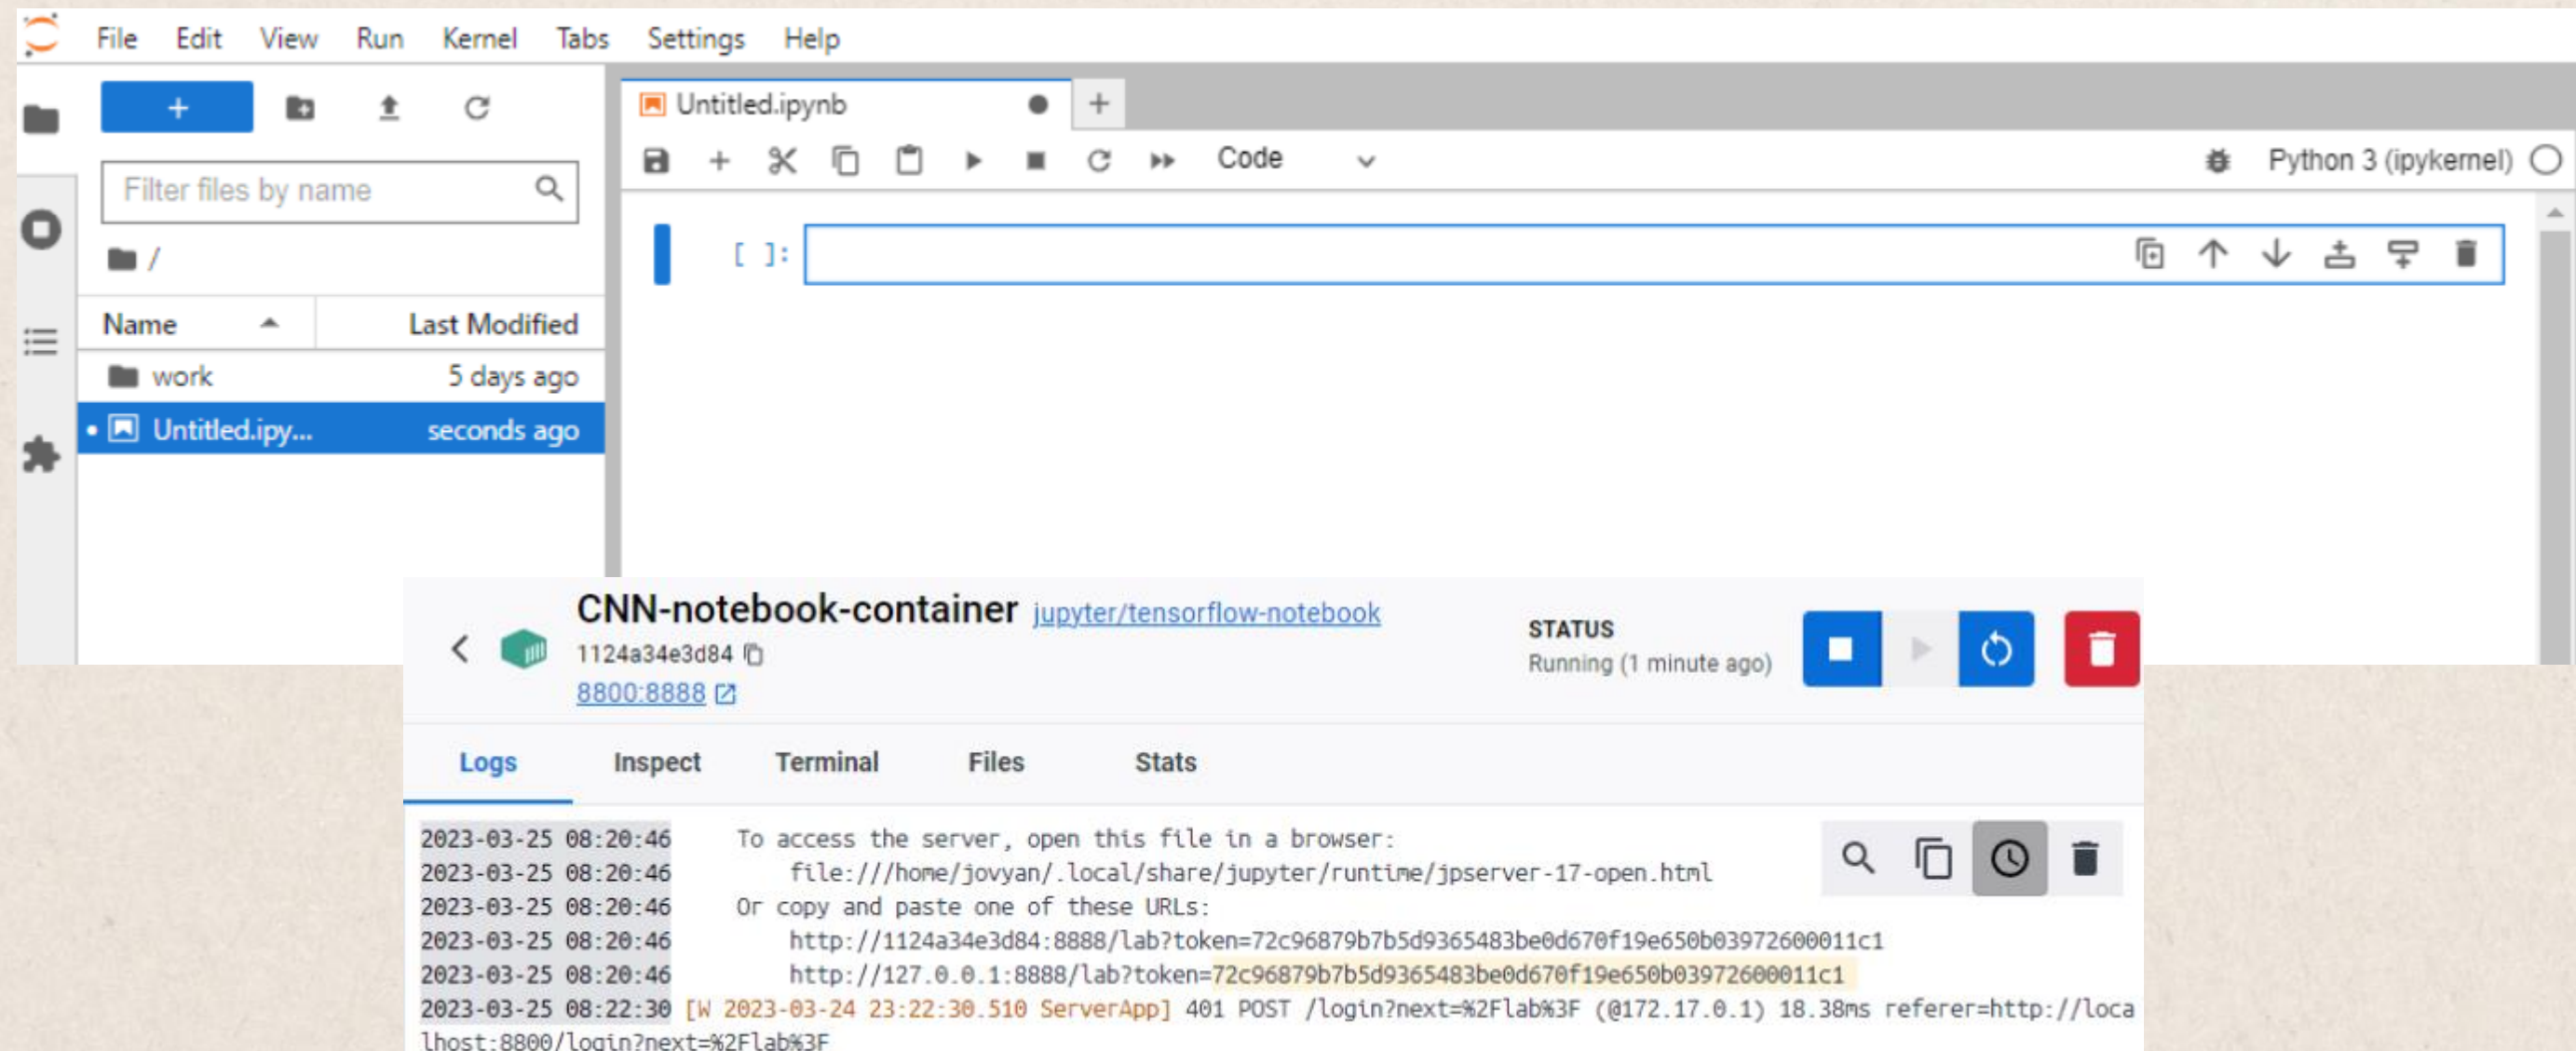 File Edit View Run Kernel Tabs Settings Help
Untitled.ipynb
Code
Python 3 (ipykernel)
Filter files by name
/
[ ]:
Name Last Modified
work 5 days ago
Untitled.ipy... seconds ago
CNN-notebook-container jupyter/tensorflow-notebook
1124a34e3d84
8800:8888
STATUS
Running (1 minute ago)
Logs Inspect Terminal Files Stats
2023-03-25 08:20:46 To access the server, open this file in a browser:
2023-03-25 08:20:46 file:///home/jovyan/.local/share/jupyter/runtime/jpserver-17-open.html
2023-03-25 08:20:46 Or copy and paste one of these URLs:
2023-03-25 08:20:46 http://1124a34e3d84:8888/lab?token=72c96879b7b5d9365483be0d670f19e650b03972600011c1
2023-03-25 08:20:46 http://127.0.0.1:8888/lab?token=72c96879b7b5d9365483be0d670f19e650b03972600011c1
2023-03-25 08:22:30 [W 2023-03-24 23:22:30.510 ServerApp] 401 POST /login?next=%2Flab%3F (@172.17.0.1) 18.38ms referer=http://loca
lhost:8800/login?next=%2Flab%3F